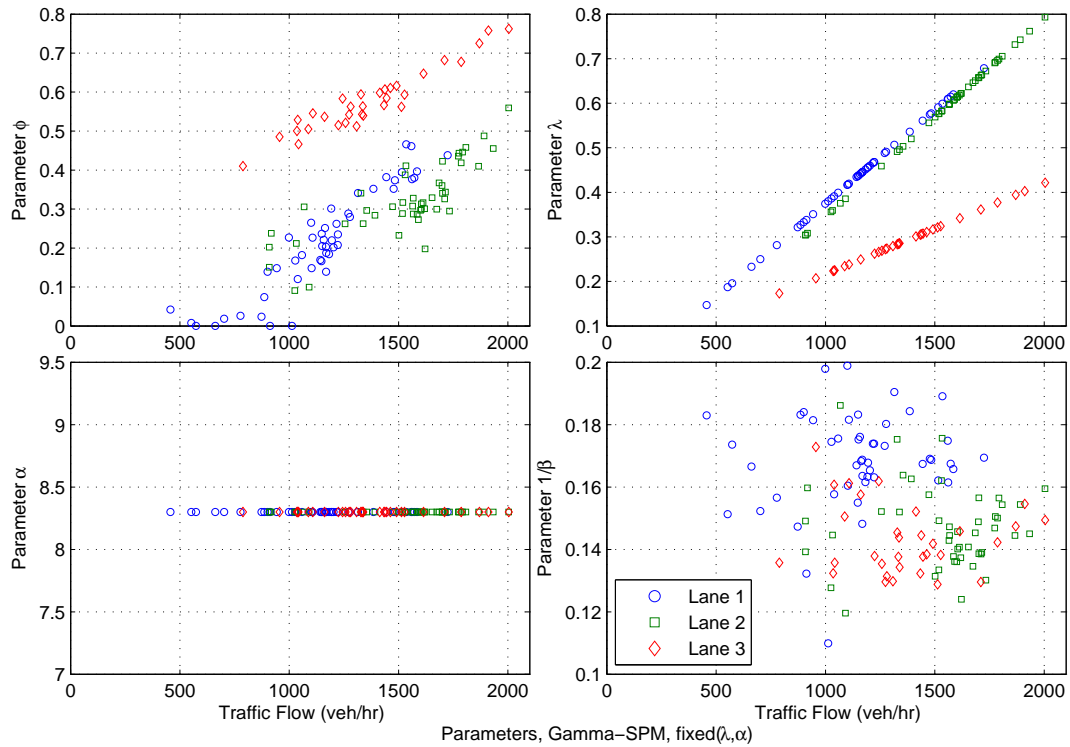 0.8
0.7
0.6
0.5
0.4
0.3
0.2
0.1
0
0 500 1000 1500 2000
Parameter ϕ
0.8
0.7
0.6
0.5
0.4
0.3
0.2
0.1
0 500 1000 1500 2000
Parameter λ
9.5
9
8.5
8
7.5
7
0 500 1000 1500 2000
Parameter α
Traffic Flow (veh/hr)
0.2
0.18
0.16
0.14
0.12
0.1
0 500 1000 1500 2000
Parameter 1/β
Traffic Flow (veh/hr)
Lane 1
Lane 2
Lane 3
Parameters, Gamma−SPM, fixed(λ,α)